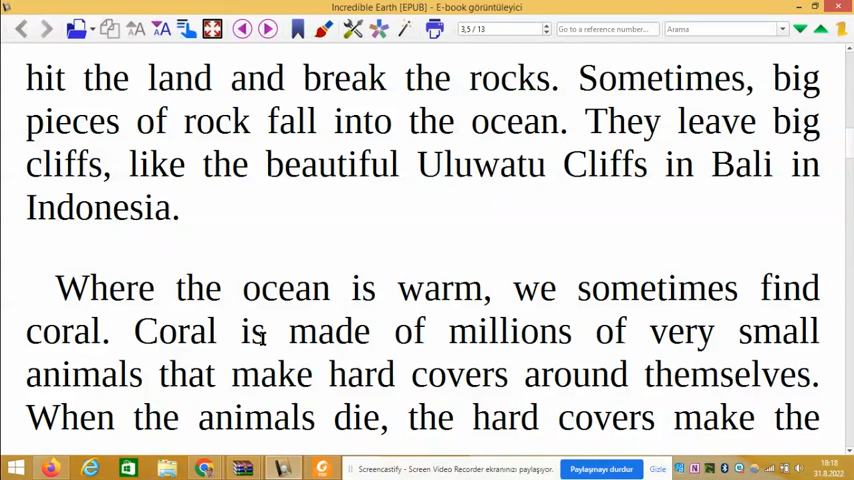 Incredible Earth [EPUB] - E-book görüntüleyici
3,5 / 13
Go to a reference number...
Arama
hit the land and break the rocks. Sometimes, big
pieces of rock fall into the ocean. They leave big
cliffs, like the beautiful Uluwatu Cliffs in Bali in
Indonesia.
Where the ocean is warm, we sometimes find
coral. Coral is made of millions of very small
animals that make hard covers around themselves.
When the animals die, the hard covers make the
Screencastify - Screen Video Recorder ekranınızı paylaşıyor.
Paylaşmayı durdur
Gizle
18:18
31.8.2022